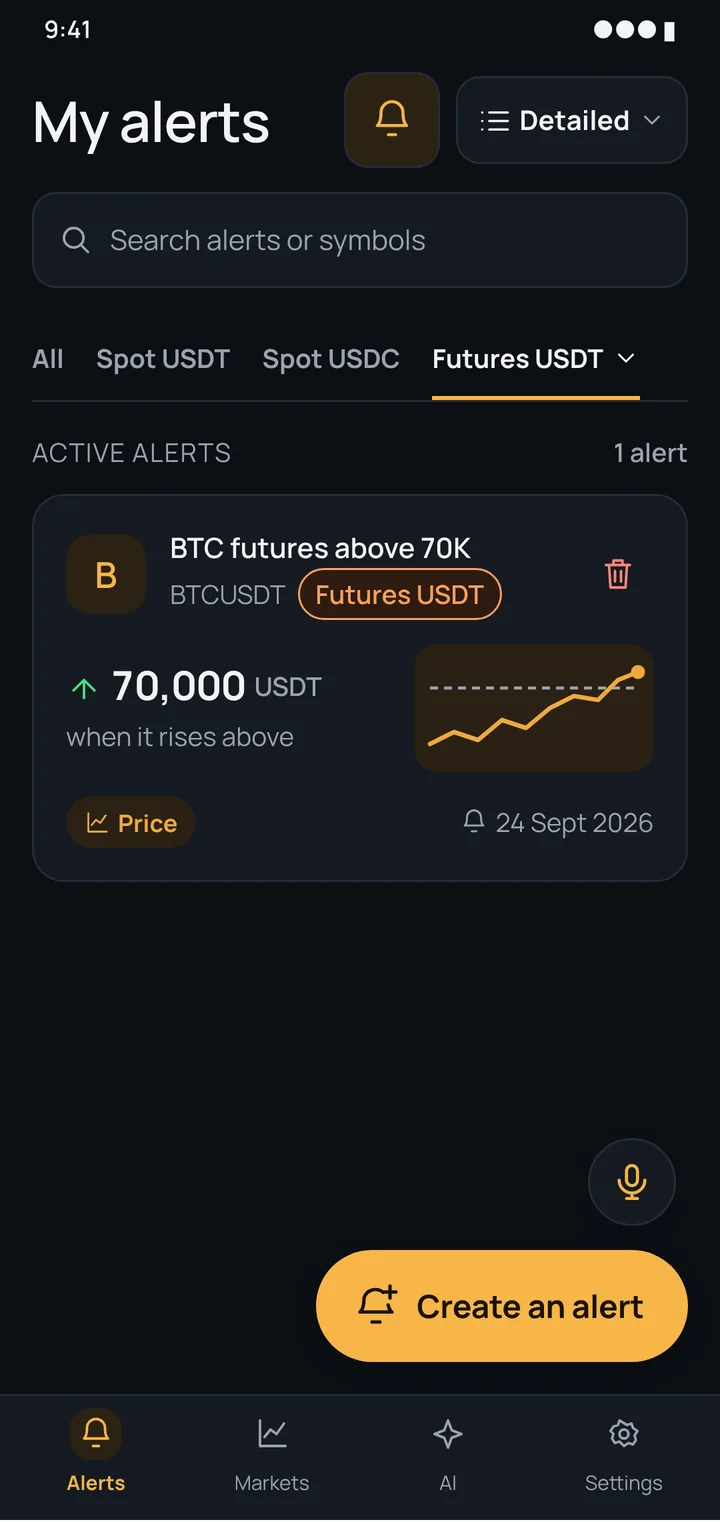 9:41
My alerts
Detailed
Search alerts or symbols
All Spot USDT Spot USDC Futures USDT
ACTIVE ALERTS 1 alert
B
BTC futures above 70K
BTCUSDT Futures USDT
70,000 USDT
when it rises above
Price 24 Sept 2026
Create an alert
Alerts Markets AI Settings